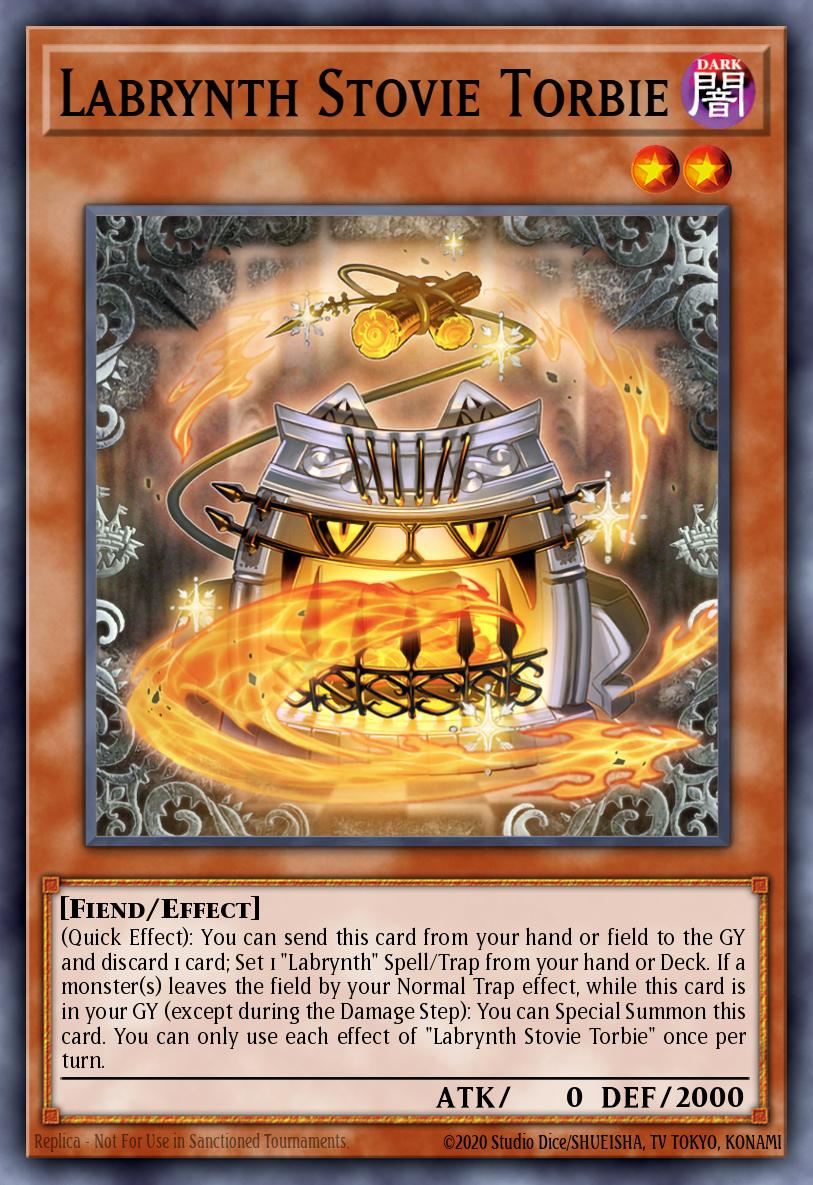 Labrynth Stovie Torbie
DARK
闇
[Fiend/Effect]
(Quick Effect): You can send this card from your hand or field to the GY
and discard 1 card; Set 1 "Labrynth" Spell/Trap from your hand or Deck. If a
monster(s) leaves the field by your Normal Trap effect, while this card is
in your GY (except during the Damage Step): You can Special Summon this
card. You can only use each effect of "Labrynth Stovie Torbie" once per
turn.
ATK/ 0 DEF/2000
Replica - Not For Use in Sanctioned Tournaments.
©2020 Studio Dice/SHUEISHA, TV TOKYO, KONAMI